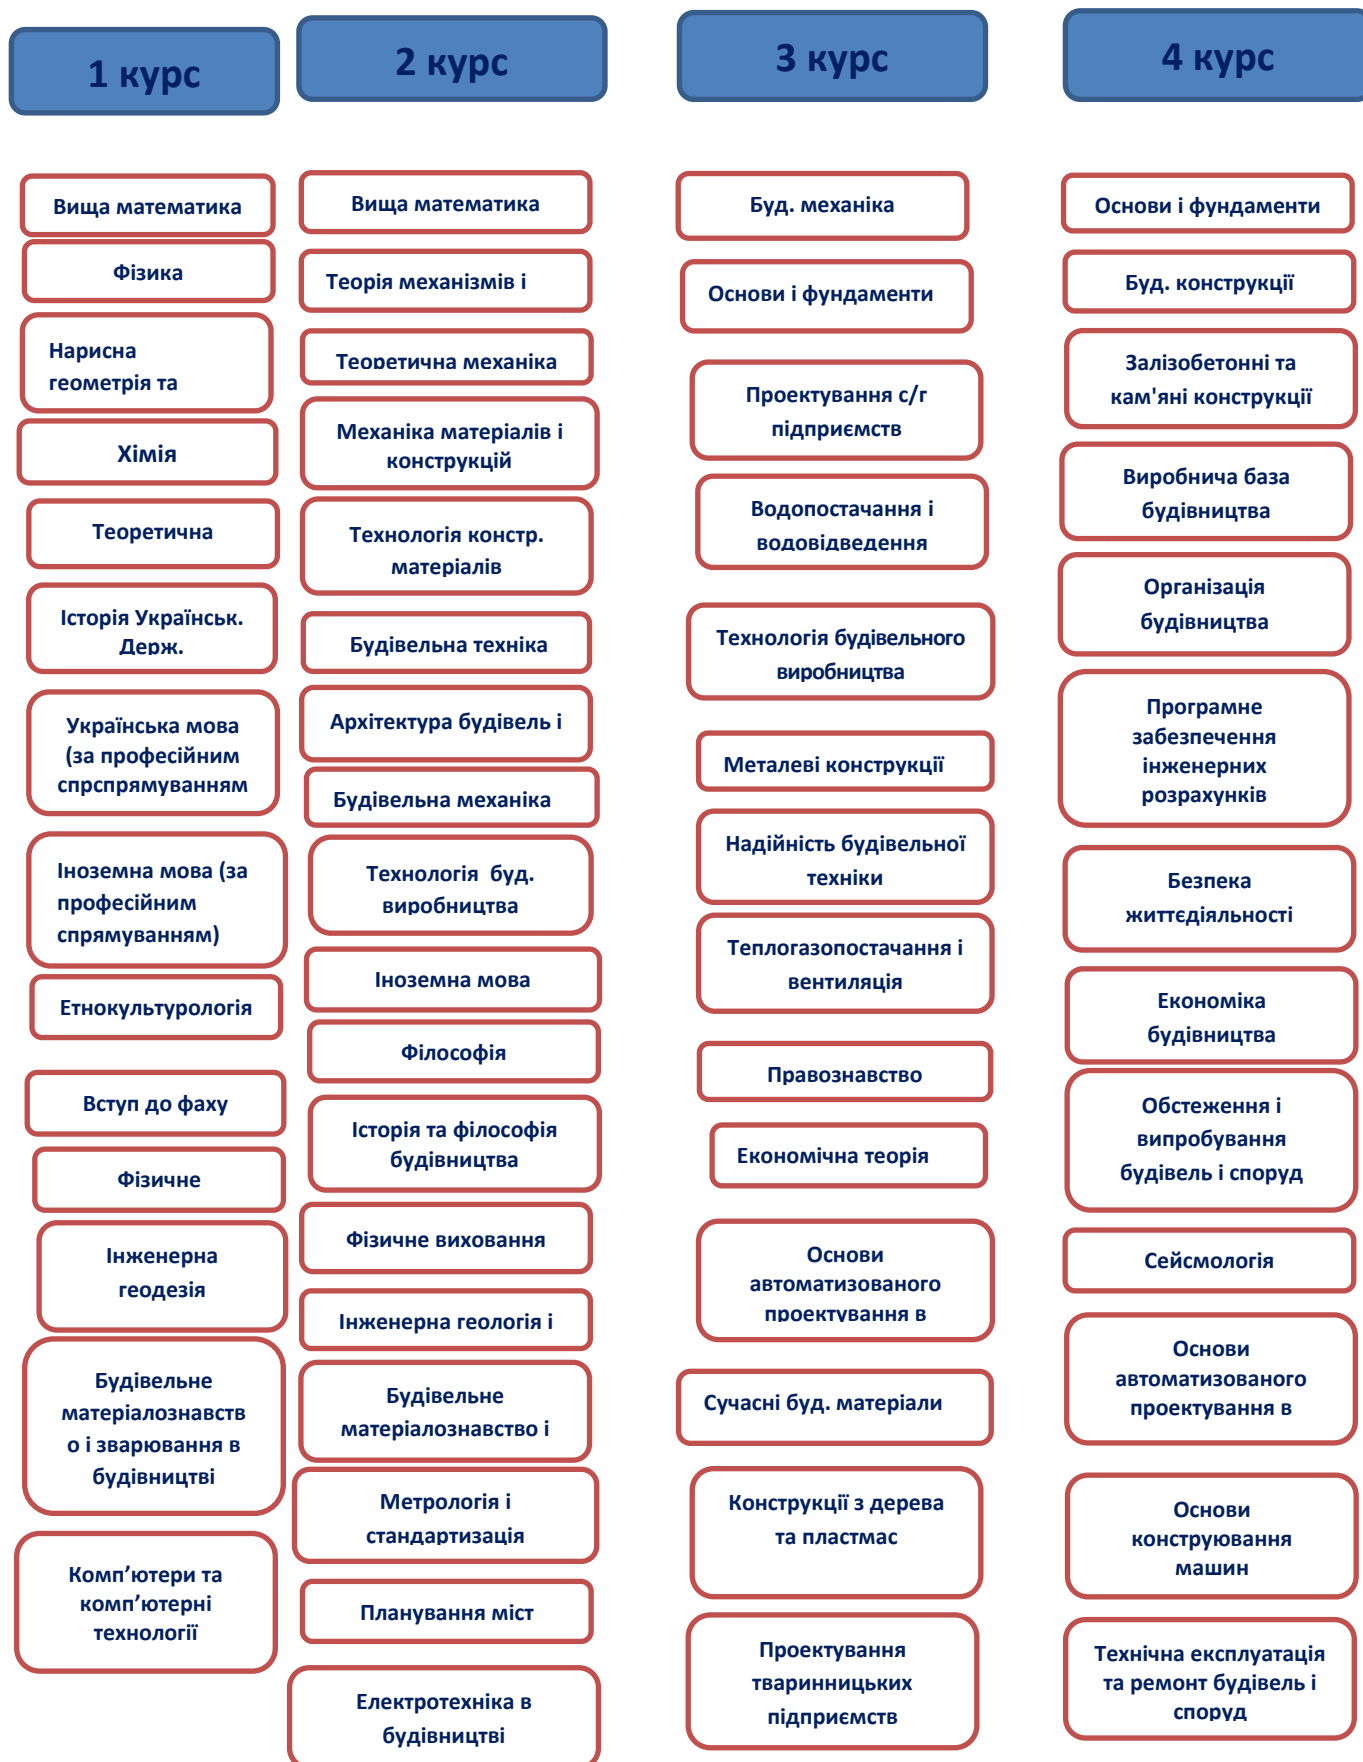 1 курс
Вища математика
Фізика
Нарисна
геометрія та
Хімія
Теоретична
Історія Українськ.
Держ.
Українська мова
(за професійним
спрспрямуванням
Іноземна мова (за
професійним
спрямуванням)
Етнокультурологія
Вступ до фаху
Фізичне
Інженерна
геодезія
Будівельне
матеріалознавств
о і зварювання в
будівництві
Комп’ютери та
комп’ютерні
технології
2 курс
Вища математика
Теорія механізмів і
Теоретична механіка
Механіка матеріалів і
конструкцій
Технологія констр.
матеріалів
Будівельна техніка
Архітектура будівель і
Будівельна механіка
Технологія буд.
виробництва
Іноземна мова
Філософія
Історія та філософія
будівництва
Фізичне виховання
Інженерна геологія і
Будівельне
матеріалознавство і
Метрологія і
стандартизація
Планування міст
Електротехніка в
будівництві
3 курс
Буд. механіка
Основи і фундаменти
Проектування с/г
підприємств
Водопостачання і
водовідведення
Технологія будівельного
виробництва
Металеві конструкції
Надійність будівельної
техніки
Теплогазопостачання і
вентиляція
Правознавство
Економічна теорія
Основи
автоматизованого
проектування в
Сучасні буд. матеріали
Конструкції з дерева
та пластмас
Проектування
тваринницьких
підприємств
4 курс
Основи і фундаменти
Буд. конструкції
Залізобетонні та
кам'яні конструкції
Виробнича база
будівництва
Організація
будівництва
Програмне
забезпечення
інженерних
розрахунків
Безпека
життєдіяльності
Економіка
будівництва
Обстеження і
випробування
будівель і споруд
Сейсмологія
Основи
автоматизованого
проектування в
Основи
конструювання
машин
Технічна експлуатація
та ремонт будівель і
споруд